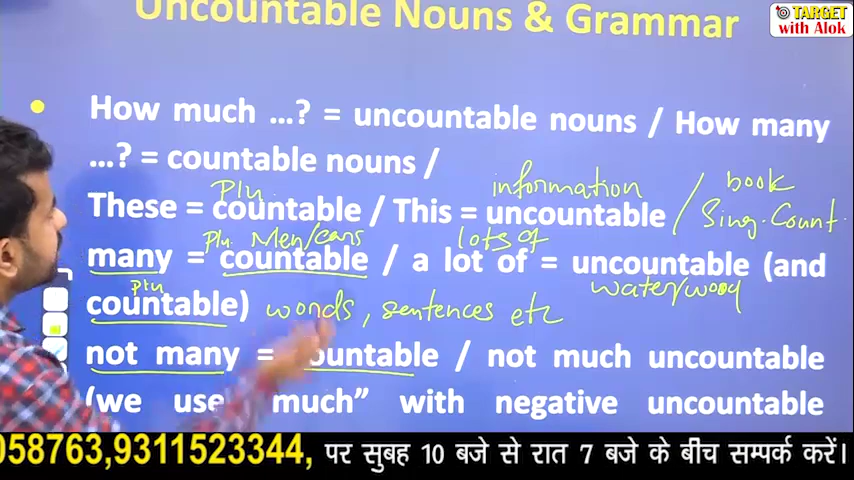 Uncountable Nouns & Grammar
TARGET
with Alok
How much ...? = uncountable nouns / How many
...? = countable nouns /
Plu information / book
These = countable / This = uncountable / Sing. Count.
Plu. Men/cars lots of
many = countable / a lot of = uncountable (and
Plu water/wood
countable) words, sentences etc
not many = countable / not much uncountable
(we use much” with negative uncountable
058763,9311523344, पर सुबह 10 बजे से रात 7 बजे के बीच सम्पर्क करें।